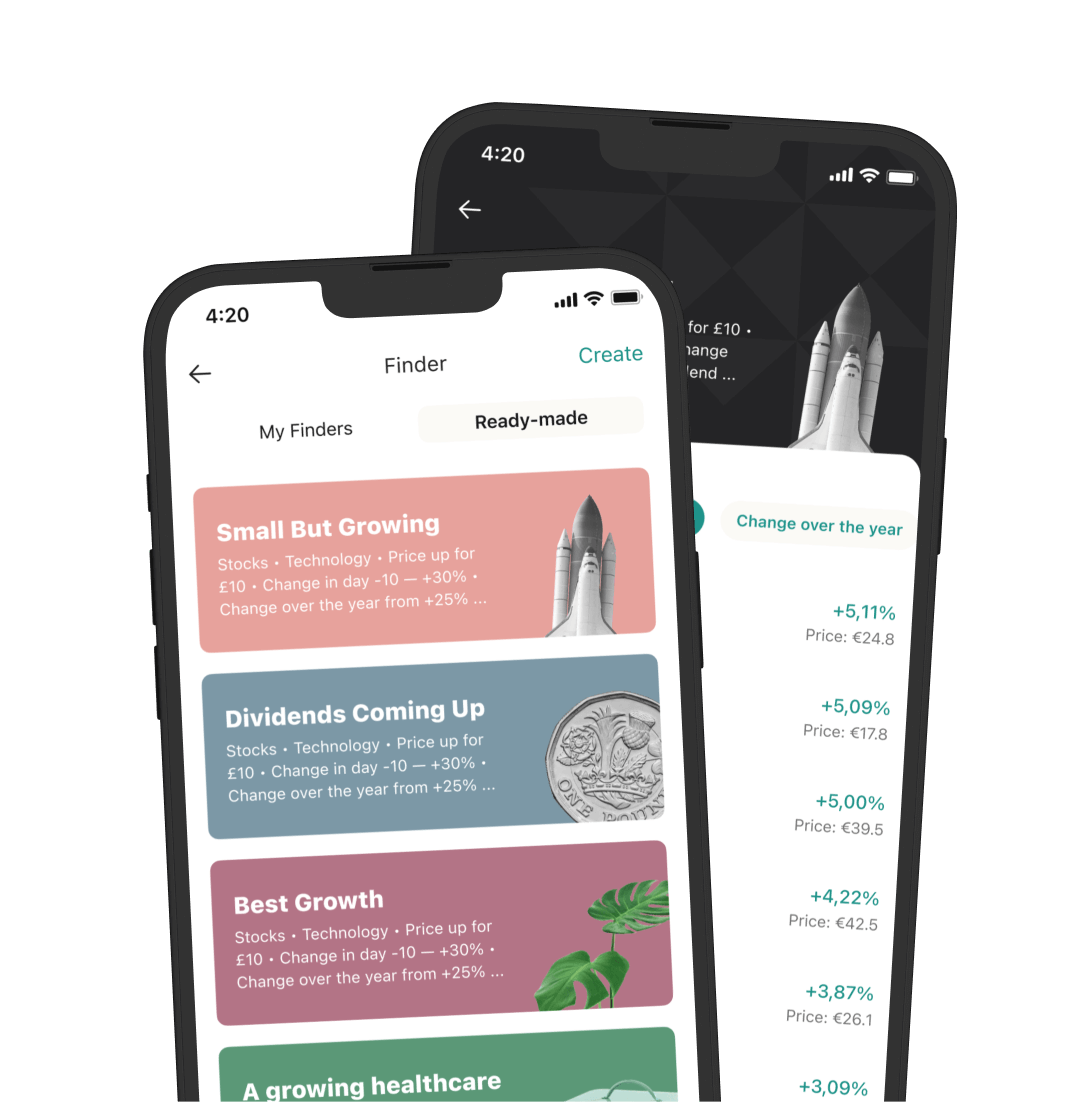 4:20
Finder
Create
My Finders
Ready-made
Small But Growing
Stocks • Technology • Price up for
£10 • Change in day -10 — +30% •
Change over the year from +25% ...
Dividends Coming Up
Stocks • Technology • Price up for
£10 • Change in day -10 — +30% •
Change over the year from +25% ...
ONE POUND
Best Growth
Stocks • Technology • Price up for
£10 • Change in day -10 — +30% •
Change over the year from +25% ...
A growing healthcare
4:20
for £10 •
...
Change over the year
+5,11%
Price: €24.8
+5,09%
Price: €17.8
+5,00%
Price: €39.5
+4,22%
Price: €42.5
+3,87%
Price: €26.1
+3,09%